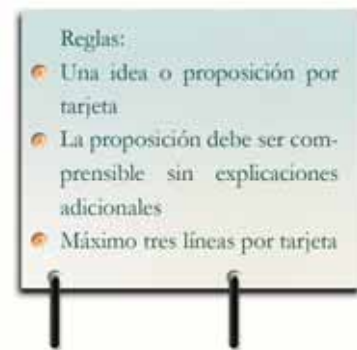 Reglas:
Una idea o proposición por
tarjeta
La proposición debe ser com-
prensible sin explicaciones
adicionales
Máximo tres líneas por tarjeta